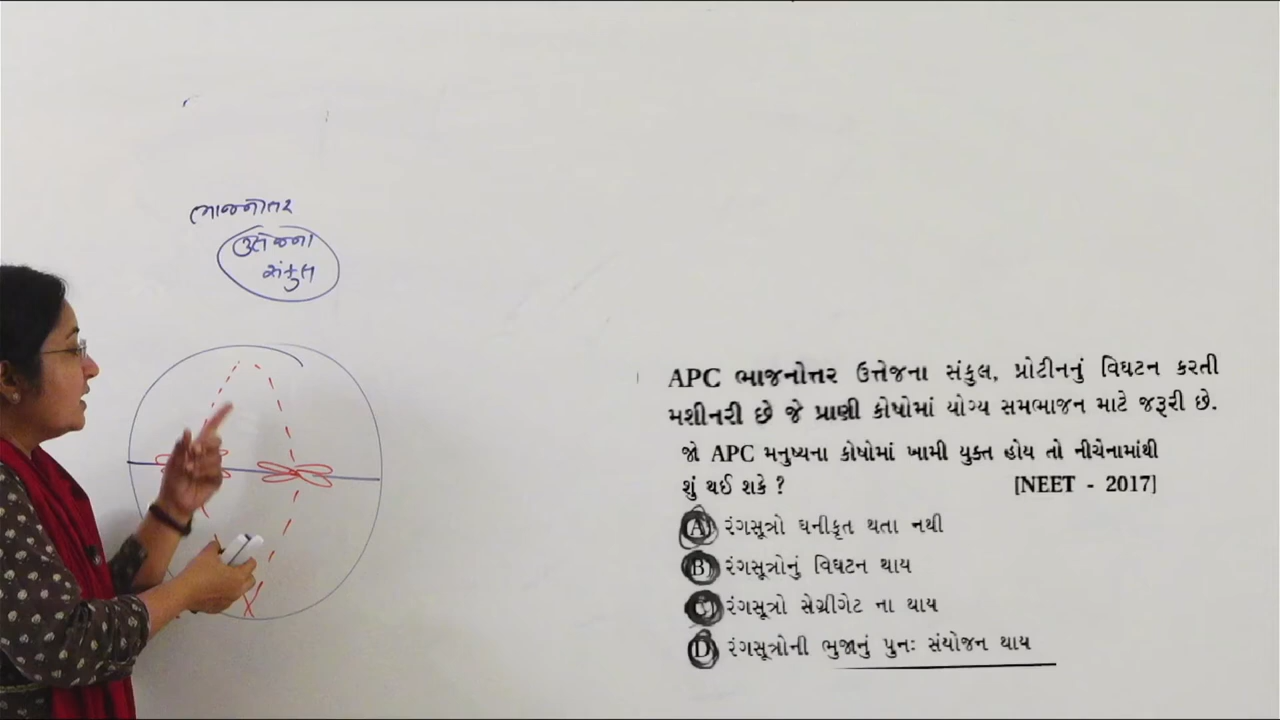 ભાજનોતર
ઉત્તેજના
સંકુલ
APC ભાજનોત્તર ઉત્તેજના સંકુલ, પ્રોટીનનું વિઘટન કરતી
મશીનરી છે જે પ્રાણી કોષોમાં યોગ્ય સમભાજન માટે જરૂરી છે.
જો APC મનુષ્યના કોષોમાં ખામી યુક્ત હોય તો નીચેનામાંથી
શું થઈ શકે ? [NEET - 2017]
A રંગસૂત્રો ઘનીકૃત થતા નથી
B રંગસૂત્રોનું વિઘટન થાય
C રંગસૂત્રો સેગ્રીગેટ ના થાય
D રંગસૂત્રોની ભુજાનું પુનઃ સંયોજન થાય